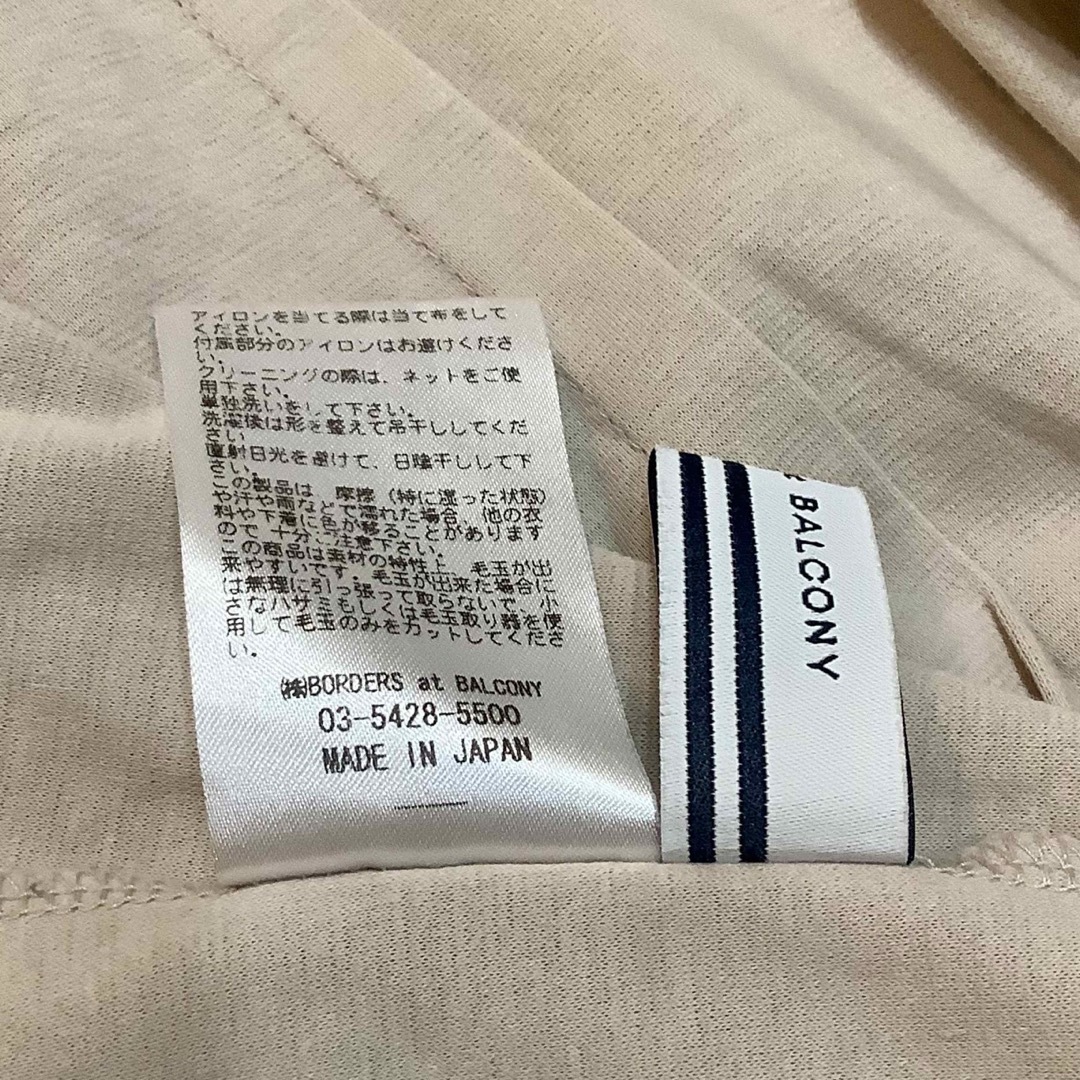 アイロンを当てる際は当て布をして
ください。
付属部分のアイロンはお避けくださ
い。
クリーニングの際は、ネットをご使
用下さい。
単独洗いをして下さい。
洗濯後は形を整えて吊干ししてくだ
さい
直射日光を避けて、日陰干しして下
さい。
この製品は、摩擦（特に湿った状態）
や汗や雨などで濡れた場合、他の衣
料や下着に色が移ることがあります
ので十分ご注意下さい。
この商品は素材の特性上、毛玉が出
来やすいです。毛玉が出来た場合に
は無理に引っ張って取らないで、小
さなハサミもしくは毛玉取り器を使
用して毛玉のみをカットしてくださ
い。
㈱BORDERS at BALCONY
03-5428-5500
MADE IN JAPAN
BALCONY